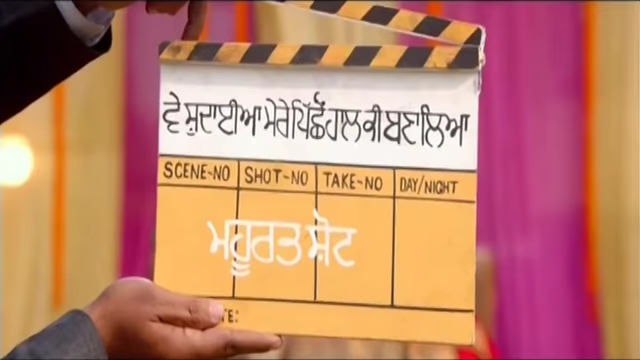 ਵੇ ਸ਼ੁਦਾਈਆ ਮੇਰੇ ਪਿੱਛੋਂ ਹਾਲ ਕੀ ਬਣਾ ਲਿਆ
SCENE-NO SHOT-NO TAKE-NO DAY/NIGHT
ਮਹੂਰਤ ਸ਼ੋਟ